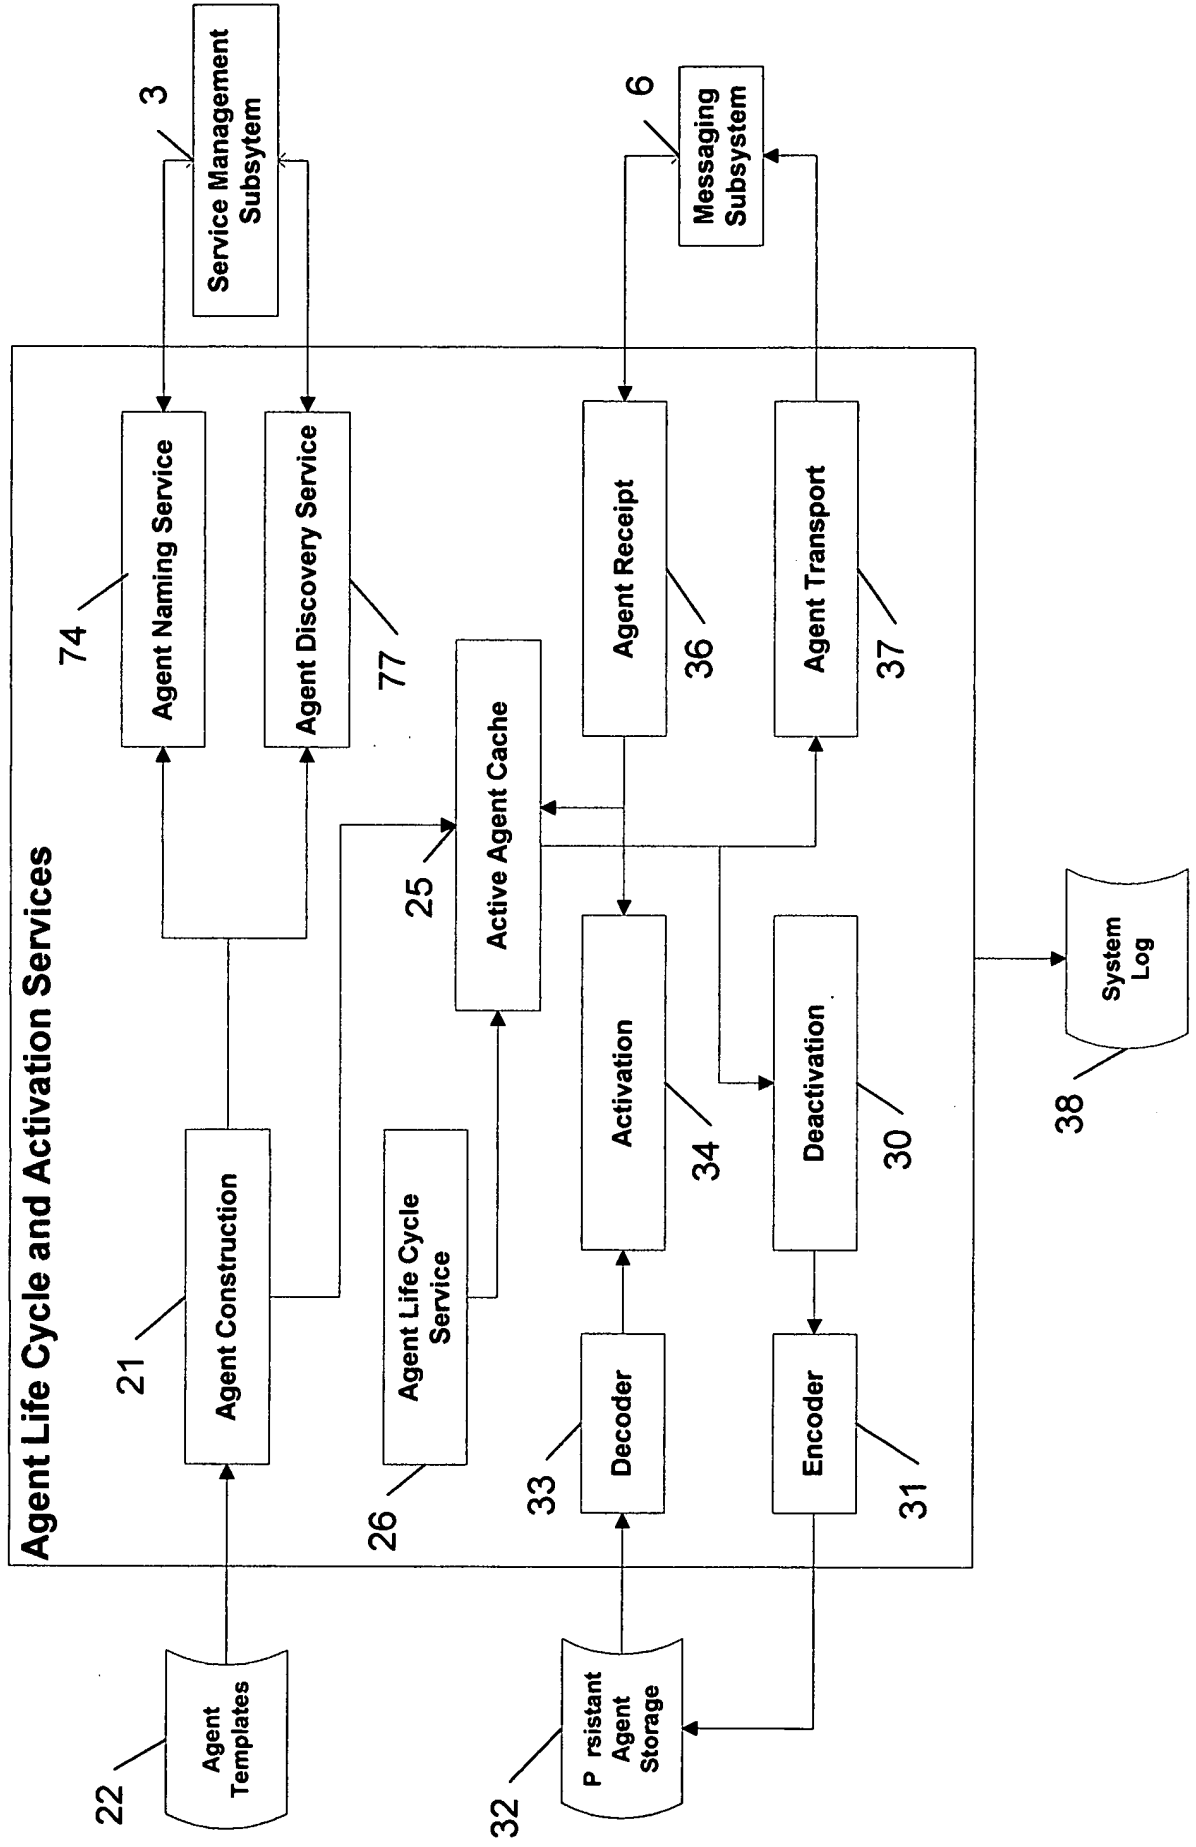 Agent Life Cycle and Activation Services
22
Agent
Templates
21
Agent Construction
74
Agent Naming Service
77
Agent Discovery Service
3
Service Management
Subsytem
26
Agent Life Cycle
Service
25
Active Agent Cache
32
P rsistant
Agent
Storage
33
Decoder
34
Activation
36
Agent Receipt
6
Messaging
Subsystem
31
Encoder
30
Deactivation
37
Agent Transport
38
System
Log